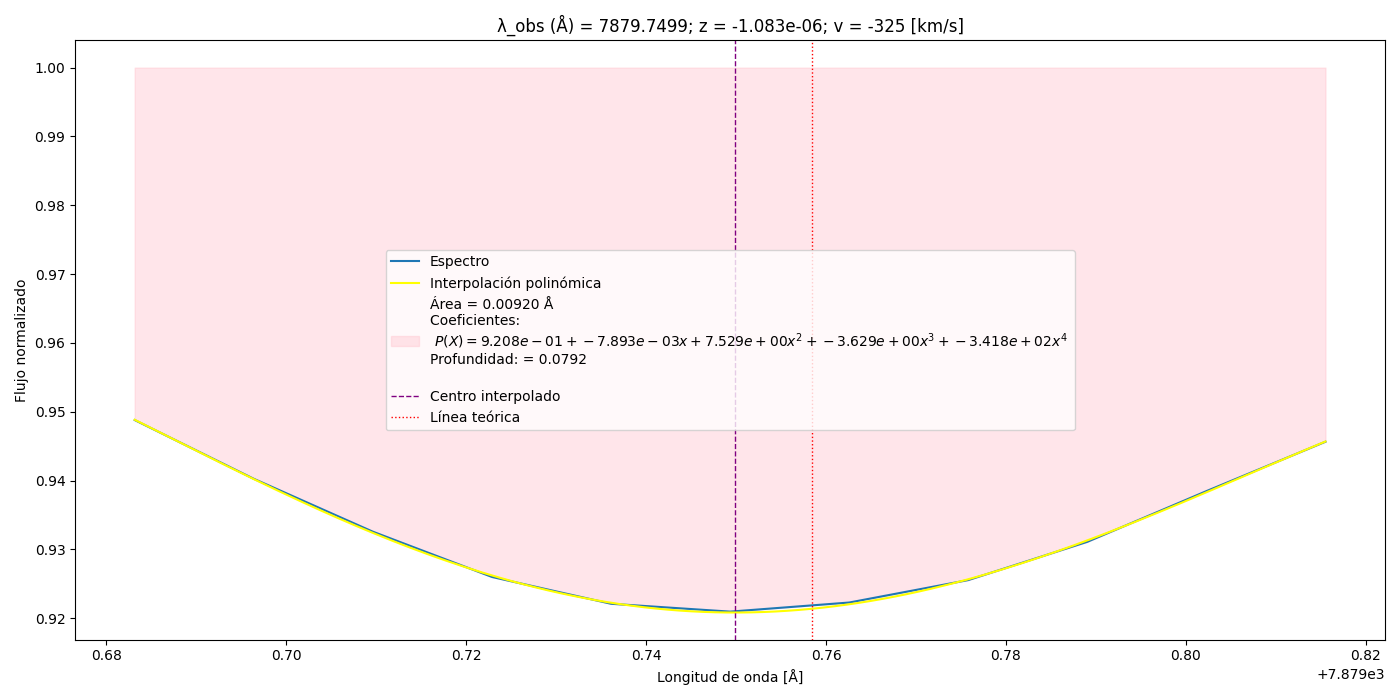 λ_obs (Å) = 7879.7499; z = -1.083e-06; v = -325 [km/s]
Flujo normalizado
1.00
0.99
0.98
0.97
0.96
0.95
0.94
0.93
0.92
Espectro
Interpolación polinómica
Área = 0.00920 Å
Coeficientes:
P(X) = 9.208e − 01 + −7.893e − 03x + 7.529e + 00x² + −3.629e + 00x³ + −3.418e + 02x⁴
Profundidad: = 0.0792
Centro interpolado
Línea teórica
0.68 0.70 0.72 0.74 0.76 0.78 0.80 0.82
+7.879e3
Longitud de onda [Å]